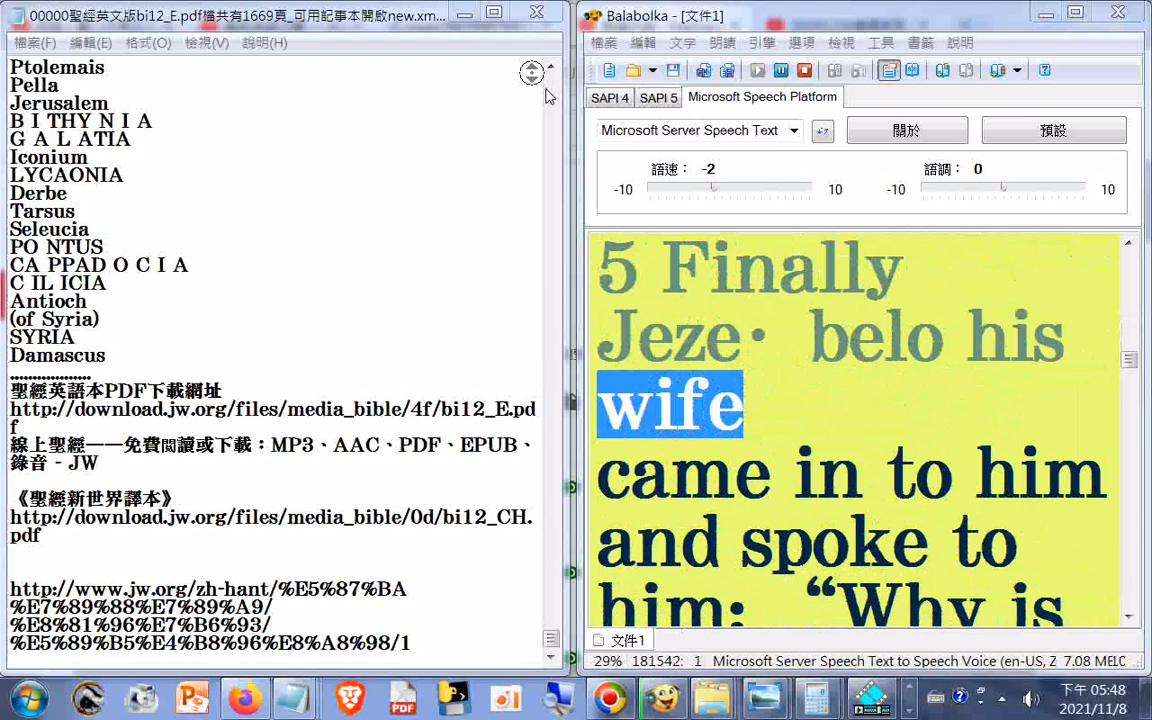 00000聖經英文版bi12_E.pdf檔共有1669頁_可用記事本開啟new.xm...
檔案(F) 編輯(E) 格式(O) 檢視(V) 說明(H)
Ptolemais
Pella
Jerusalem
B I THY N I A
G A L ATIA
Iconium
LYCAONIA
Derbe
Tarsus
Seleucia
PO NTUS
CA PPAD O C I A
C IL ICIA
Antioch
(of Syria)
SYRIA
Damascus
..................
聖經英語本PDF下載網址
http://download.jw.org/files/media_bible/4f/bi12_E.pd
f
線上聖經——免費閱讀或下載：MP3、AAC、PDF、EPUB、
錄音 - JW
《聖經新世界譯本》
http://download.jw.org/files/media_bible/0d/bi12_CH.
pdf
http://www.jw.org/zh-hant/%E5%87%BA
%E7%89%88%E7%89%A9/
%E8%81%96%E7%B6%93/
%E5%89%B5%E4%B8%96%E8%A8%98/1
Balabolka - [文件1]
檔案 編輯 文字 朗讀 引擎 選項 檢視 工具 書籤 說明
SAPI 4 SAPI 5 Microsoft Speech Platform
Microsoft Server Speech Text 關於 預設
語速： -2 語調： 0
-10 10 -10 10
5 Finally
Jeze· belo his
wife
came in to him
and spoke to
him: “Why is
文件1
29% 181542: 1 Microsoft Server Speech Text to Speech Voice (en-US, Z 7.08 MELC
PDF
下午 05:48
2021/11/8